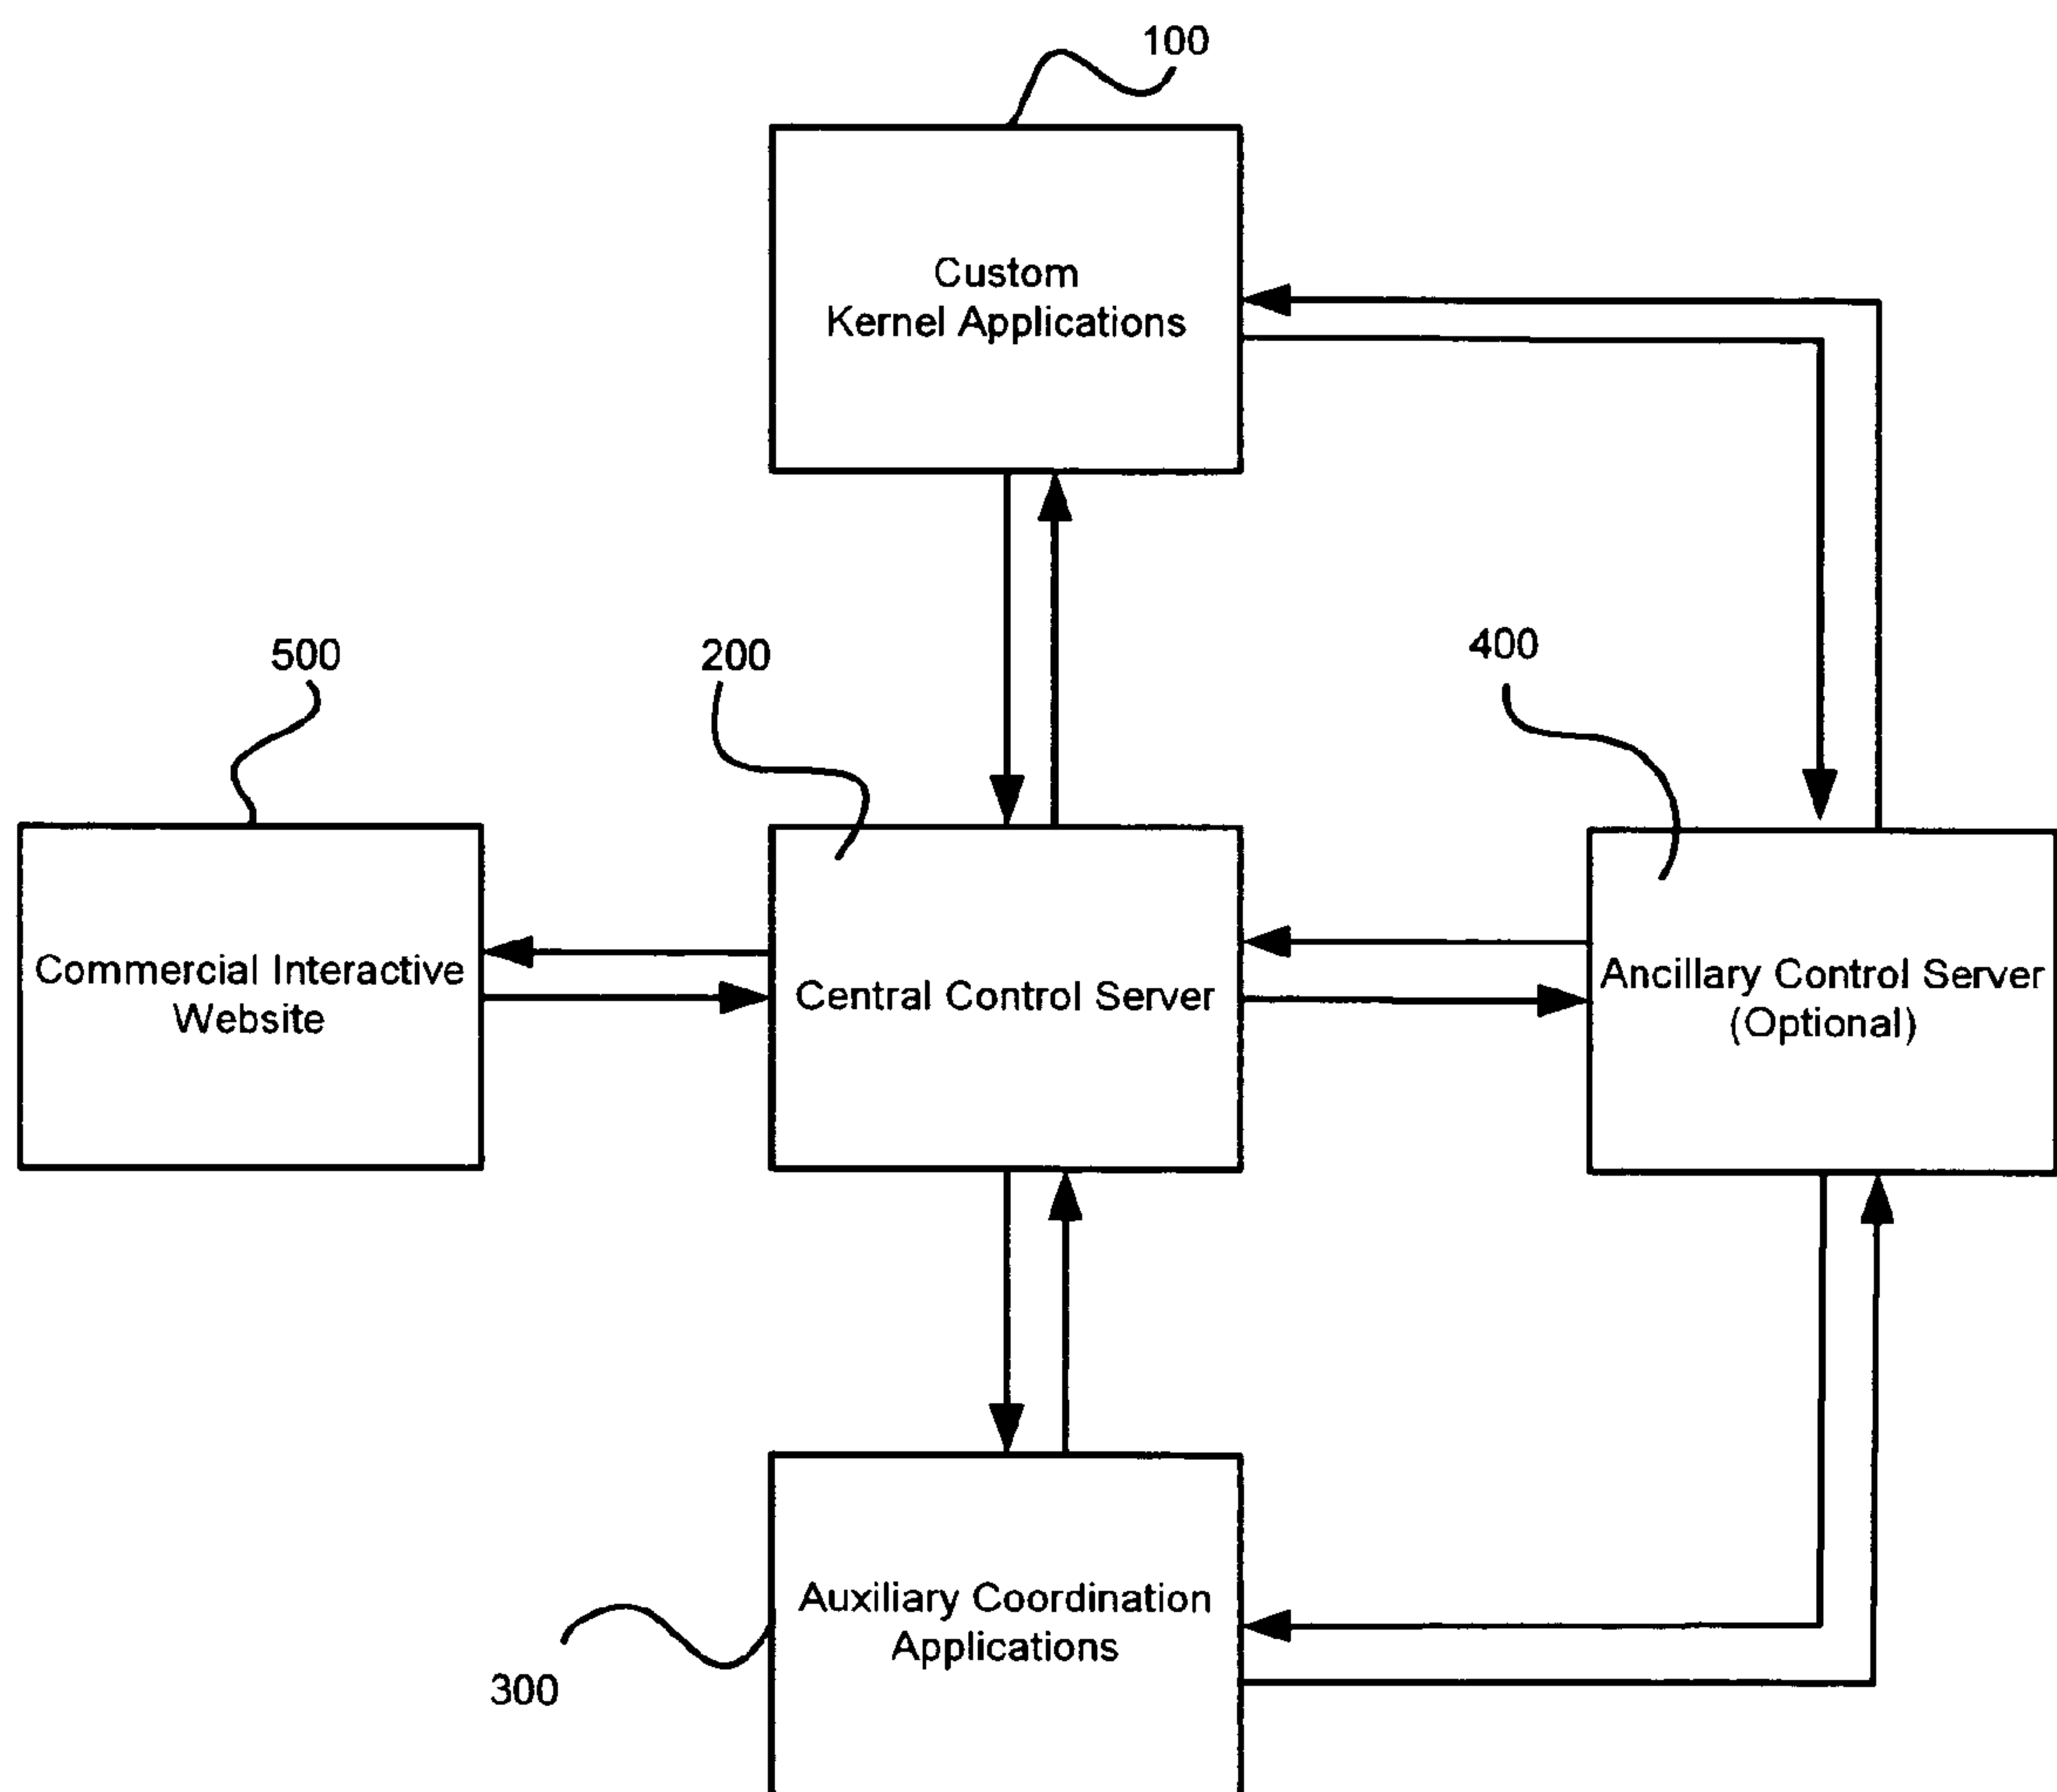 100
Custom
Kernel Applications
500
200
400
Commercial Interactive
Website
Central Control Server
Ancillary Control Server
(Optional)
Auxiliary Coordination
Applications
300